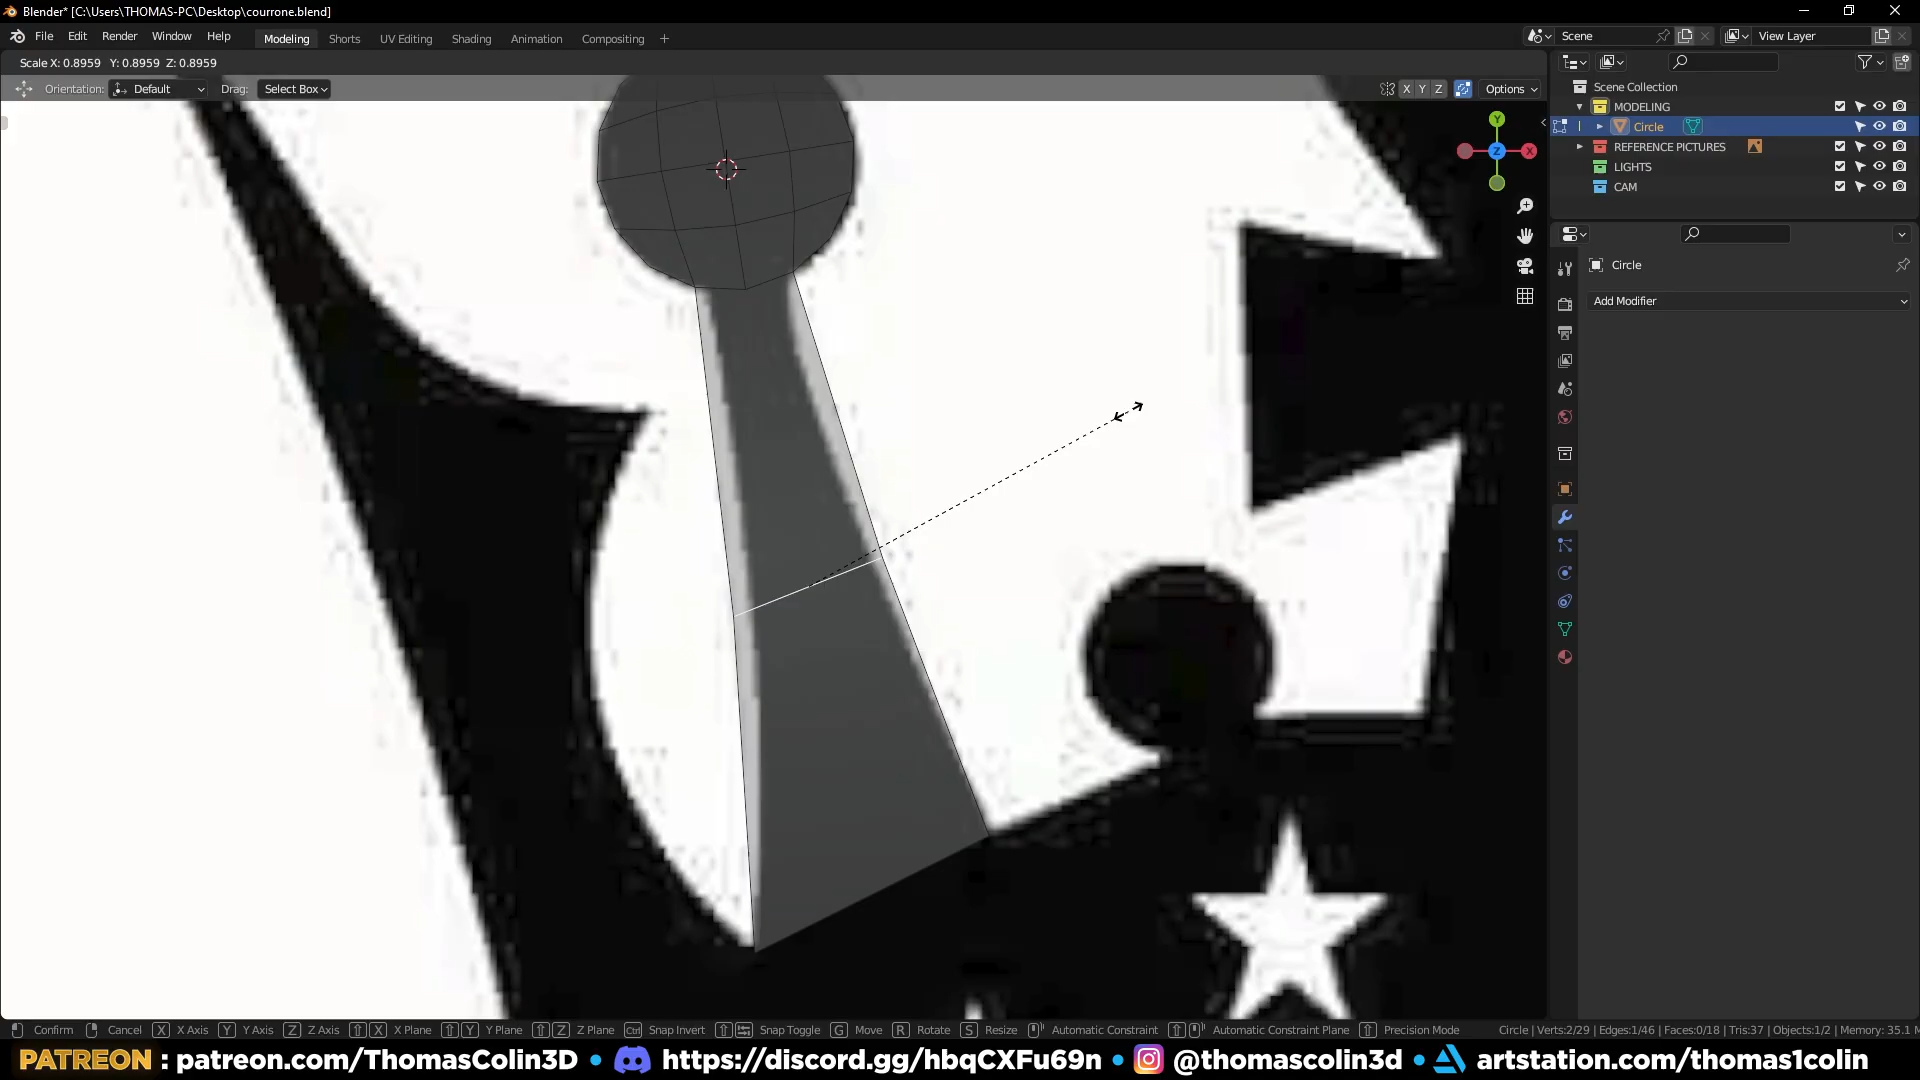 Blender* [C:\Users\THOMAS-PC\Desktop\courrone.blend]
File Edit Render Window Help Modeling Shorts UV Editing Shading Animation Compositing + Scene View Layer
Scale X: 0.8959 Y: 0.8959 Z: 0.8959
Orientation: Default Drag: Select Box X Y Z Options
Scene Collection
MODELING
Circle
REFERENCE PICTURES
LIGHTS
CAM
Y
Z
X
Circle
Add Modifier
Confirm Cancel X X Axis Y Y Axis Z Z Axis X X Plane Y Y Plane Z Z Plane Ctrl Snap Invert Snap Toggle G Move R Rotate S Resize Automatic Constraint Automatic Constraint Plane Precision Mode Circle | Verts:2/29 | Edges:1/46 | Faces:0/18 | Tris:37 | Objects:1/2 | Memory: 35.1 M
PATREON : patreon.com/ThomasColin3D • https://discord.gg/hbqCXFu69n • @thomascolin3d • artstation.com/thomas1colin